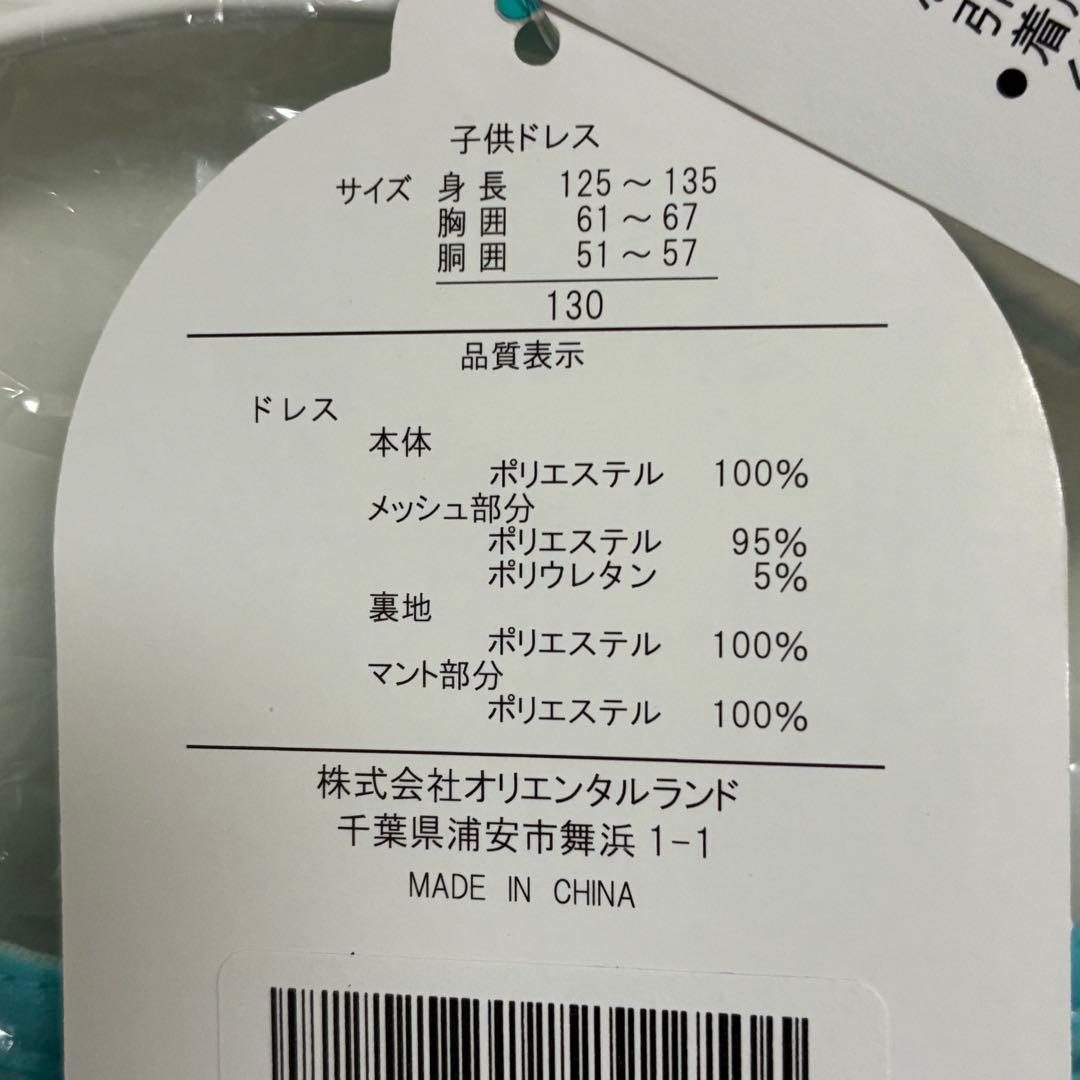 子供ドレス
サイズ 身長 125～135
胸囲 61～67
胴囲 51～57
130
品質表示
ドレス
本体
ポリエステル 100%
メッシュ部分
ポリエステル 95%
ポリウレタン 5%
裏地
ポリエステル 100%
マント部分
ポリエステル 100%
株式会社オリエンタルランド
千葉県浦安市舞浜1-1
MADE IN CHINA
引
着